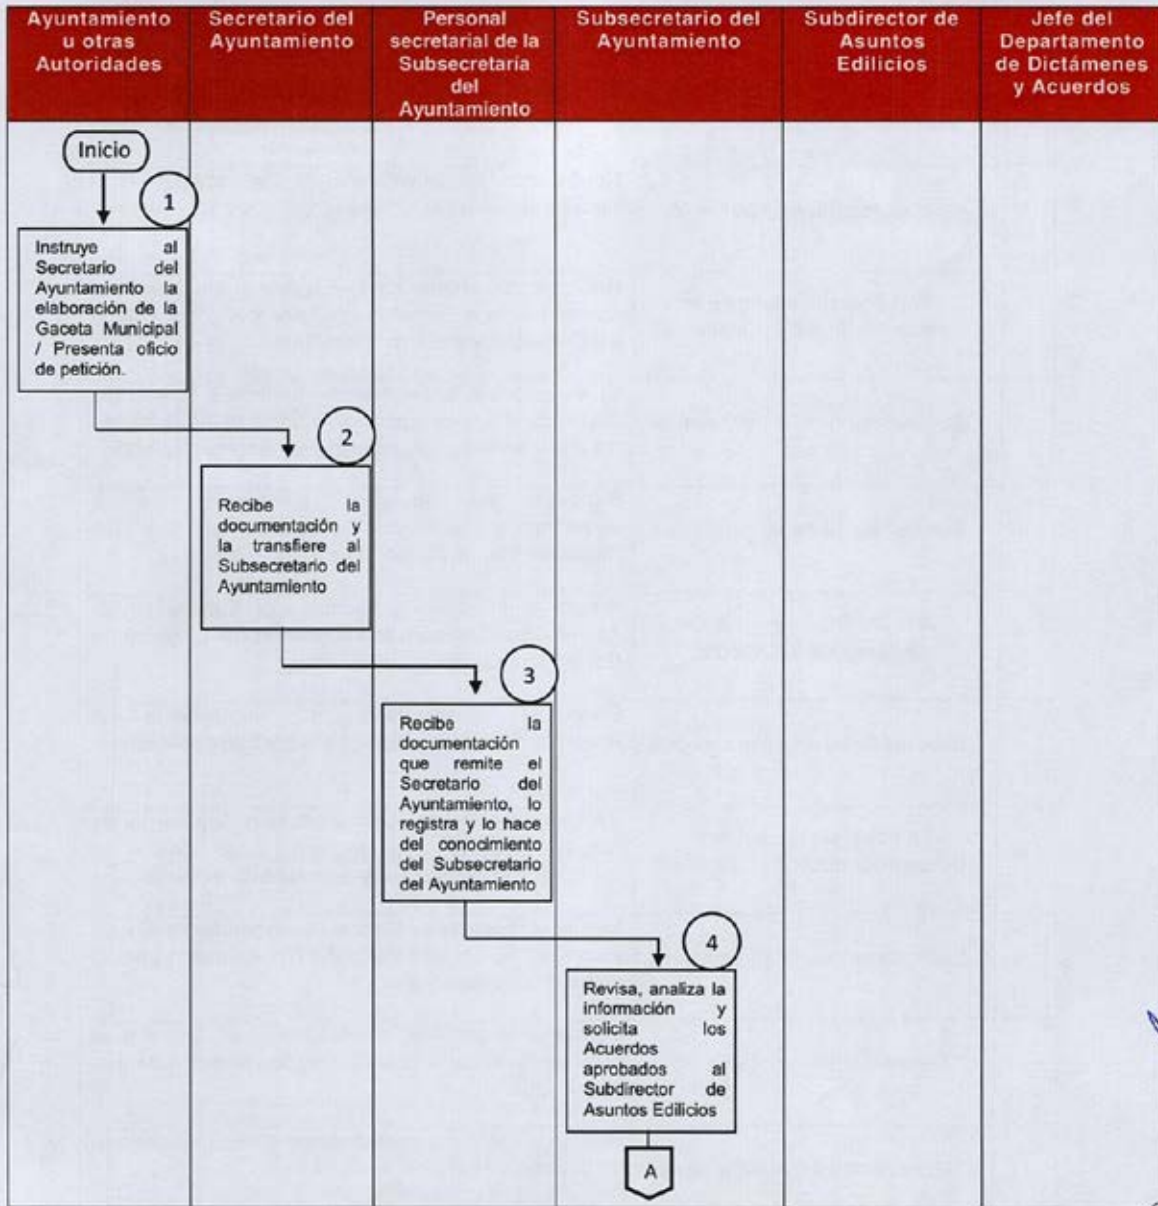 Ayuntamiento
u otras
Autoridades
Secretario del
Ayuntamiento
Personal
secretarial de la
Subsecretaría
del
Ayuntamiento
Subsecretario del
Ayuntamiento
Subdirector de
Asuntos
Edilicios
Jefe del
Departamento
de Dictámenes
y Acuerdos
Inicio
1
Instruye al
Secretario del
Ayuntamiento la
elaboración de la
Gaceta Municipal
/ Presenta oficio
de petición.
2
Recibe la
documentación y
la transfiere al
Subsecretario del
Ayuntamiento
3
Recibe la
documentación
que remite el
Secretario del
Ayuntamiento, lo
registra y lo hace
del conocimiento
del Subsecretario
del Ayuntamiento
4
Revisa, analiza la
información y
solicita los
Acuerdos
aprobados al
Subdirector de
Asuntos Edilicios
A